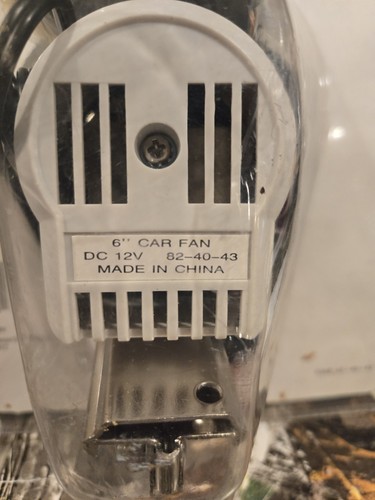 6" CAR FAN
DC 12V 82-40-43
MADE IN CHINA